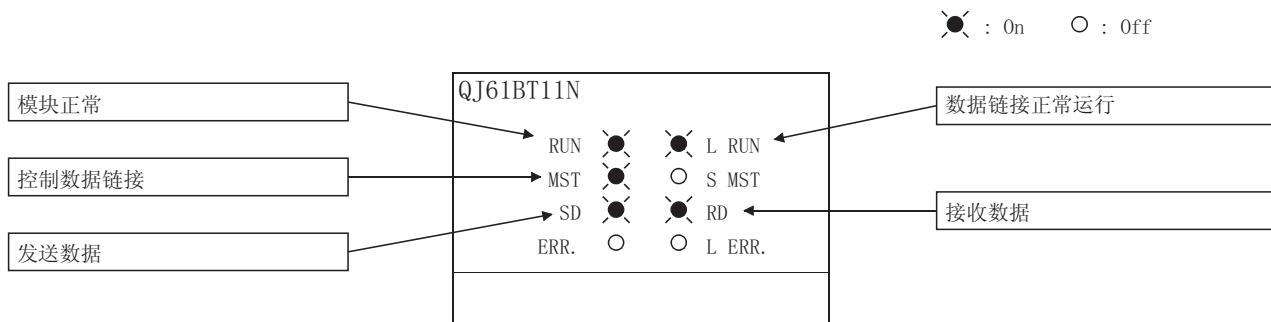 : On : Off
QJ61BT11N
模块正常
数据链接正常运行
RUN L RUN
控制数据链接
MST S MST
接收数据
SD RD
发送数据
ERR. L ERR.